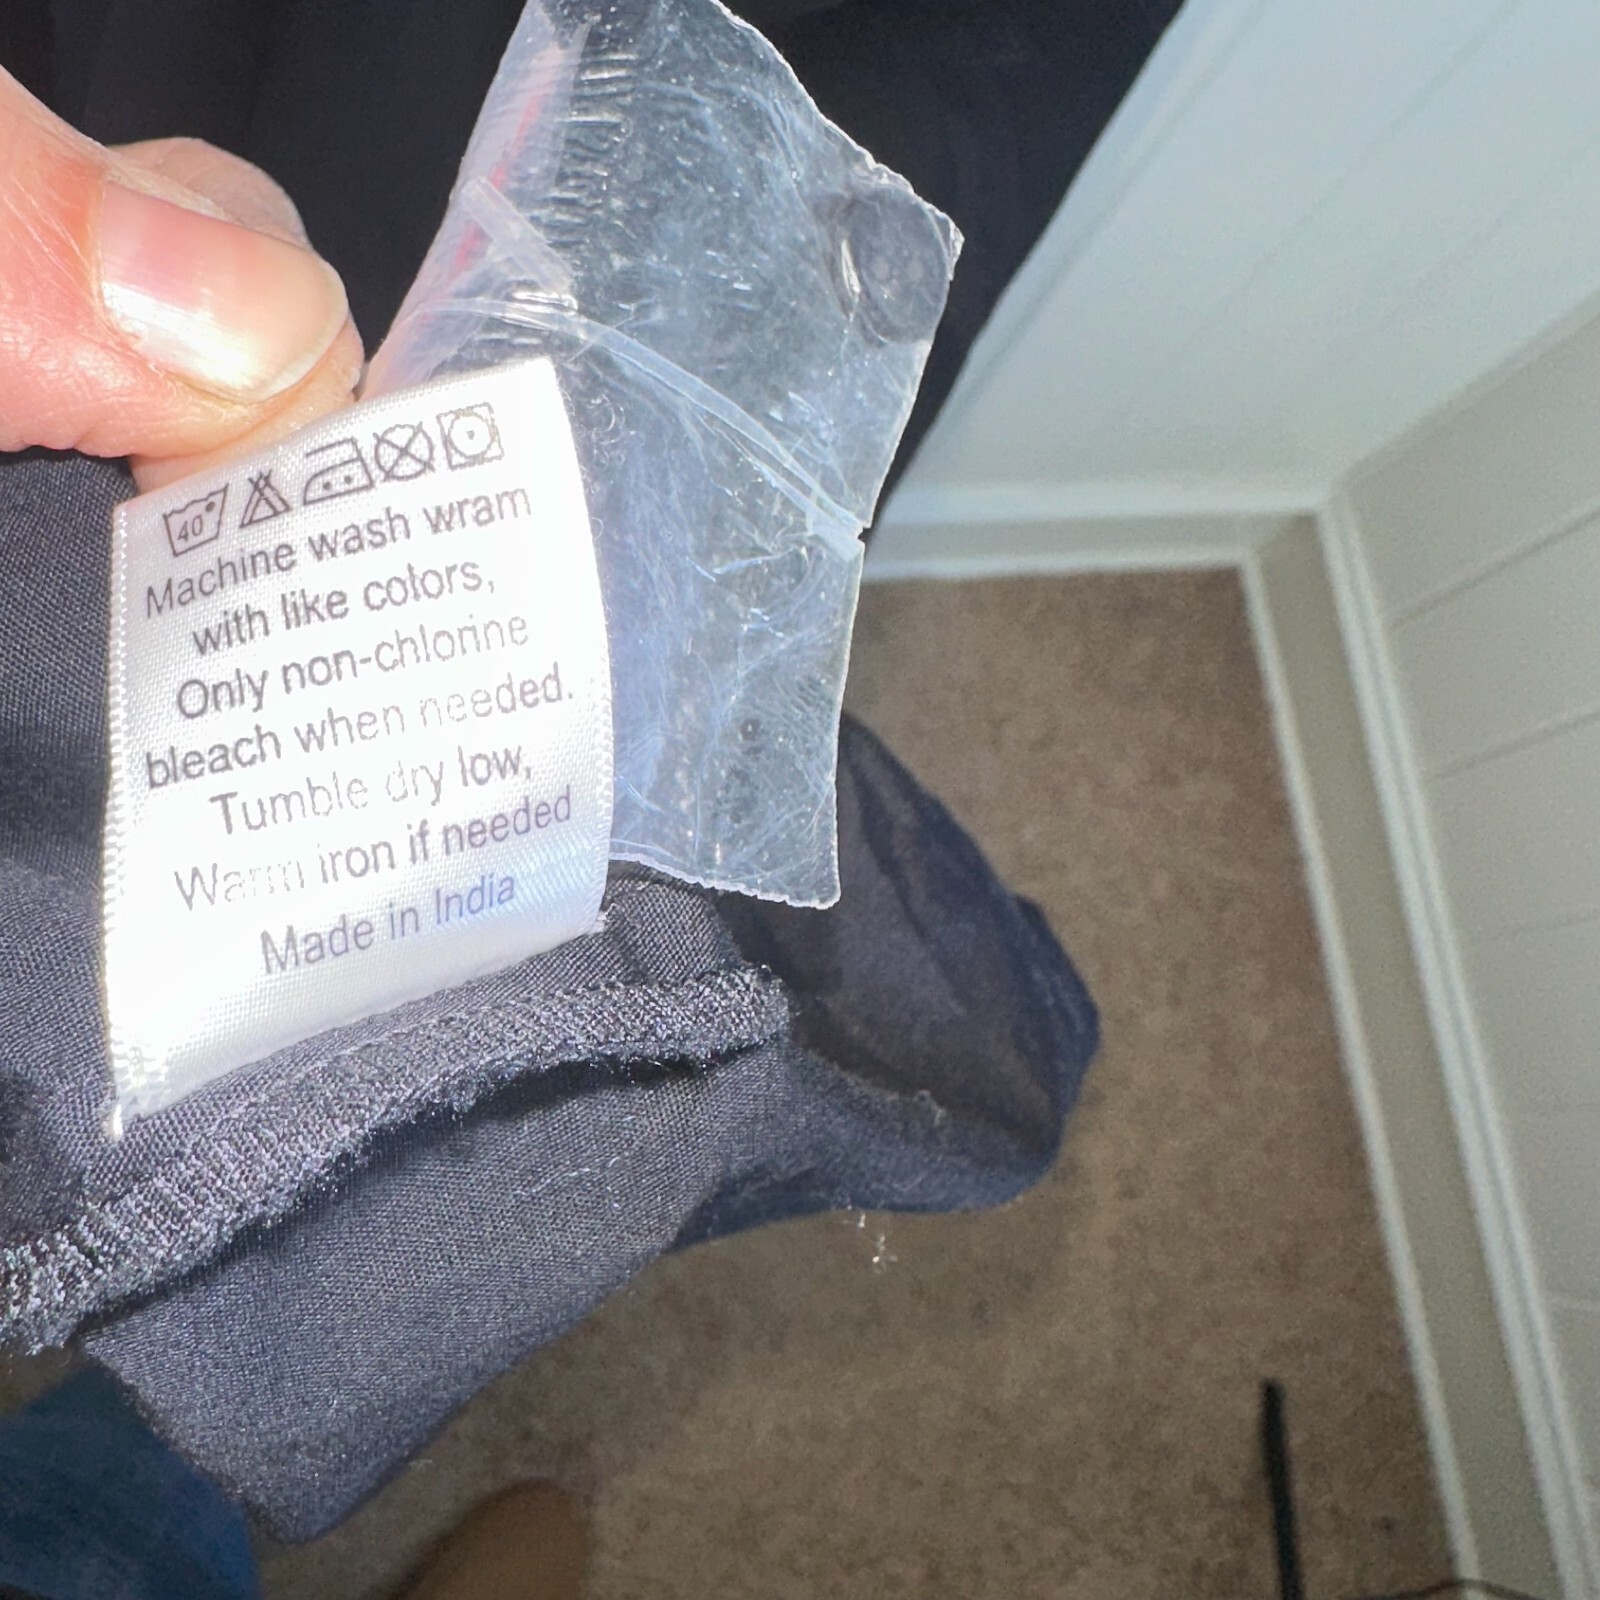 40°
Machine wash wram
with like colors,
Only non-chlorine
bleach when needed.
Tumble dry low,
Warm iron if needed
Made in India